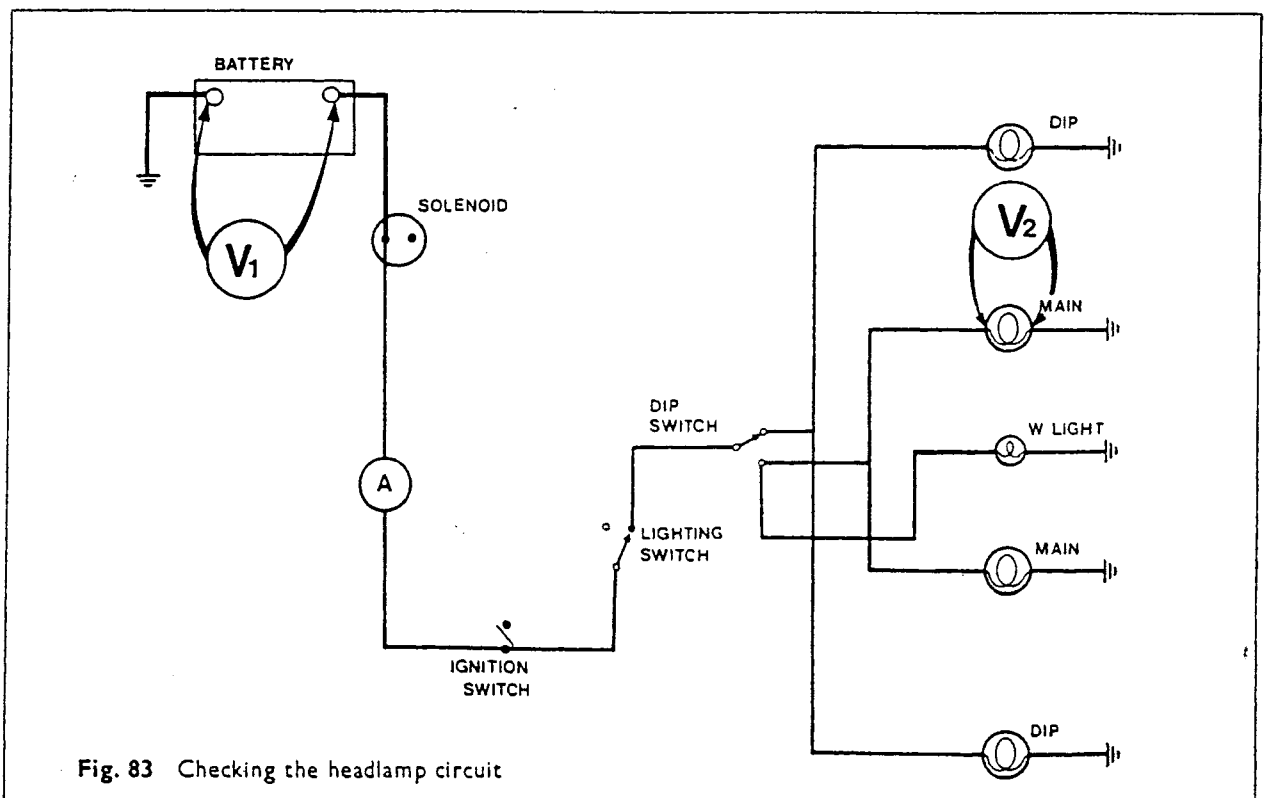 BATTERY
DIP
SOLENOID
V1
V2
MAIN
DIP
SWITCH
W LIGHT
A
LIGHTING
SWITCH
MAIN
IGNITION
SWITCH
DIP
Fig. 83 Checking the headlamp circuit